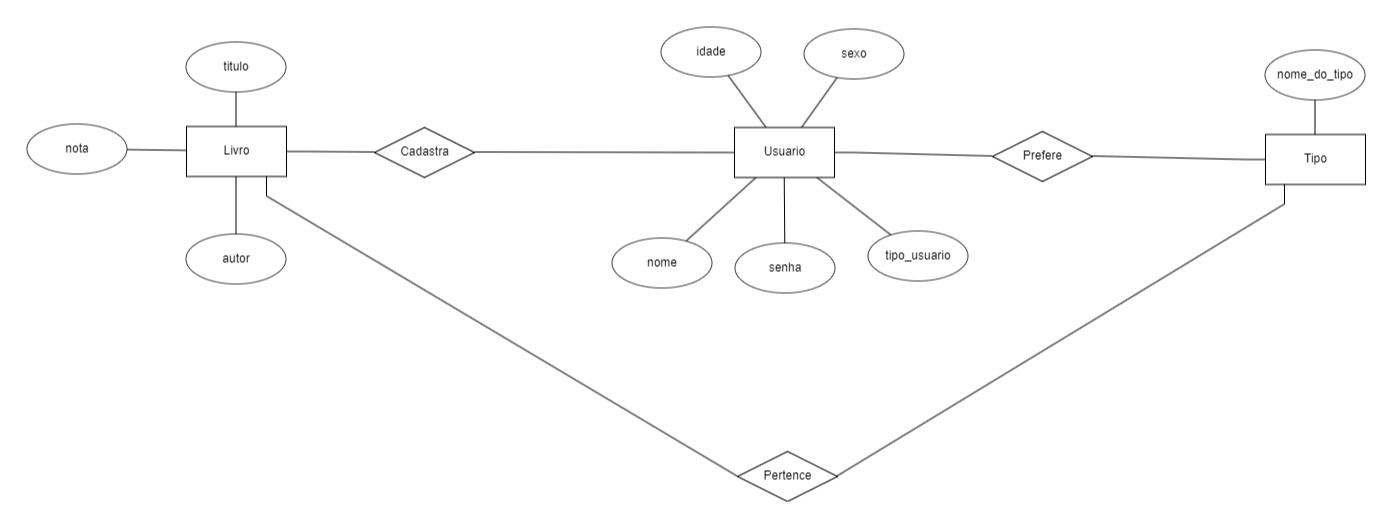 idade
sexo
titulo
nome_do_tipo
nota
Livro
Cadastra
Usuario
Prefere
Tipo
autor
nome
senha
tipo_usuario
Pertence